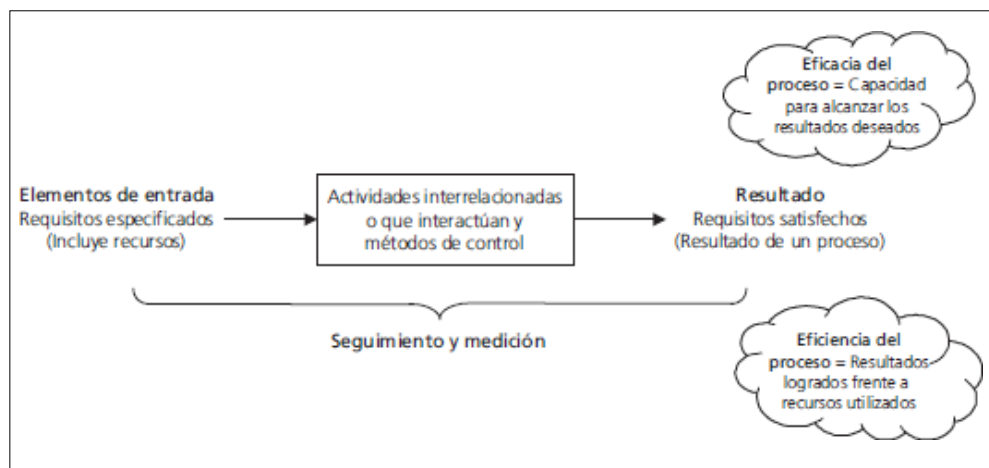 Eficacia del
proceso = Capacidad
para alcanzar los
resultados deseados
Elementos de entrada
Requisitos especificados
(Incluye recursos)
Actividades interrelacionadas
o que interactúan y
métodos de control
Resultado
Requisitos satisfechos
(Resultado de un proceso)
Seguimiento y medición
Eficiencia del
proceso = Resultados
logrados frente a
recursos utilizados